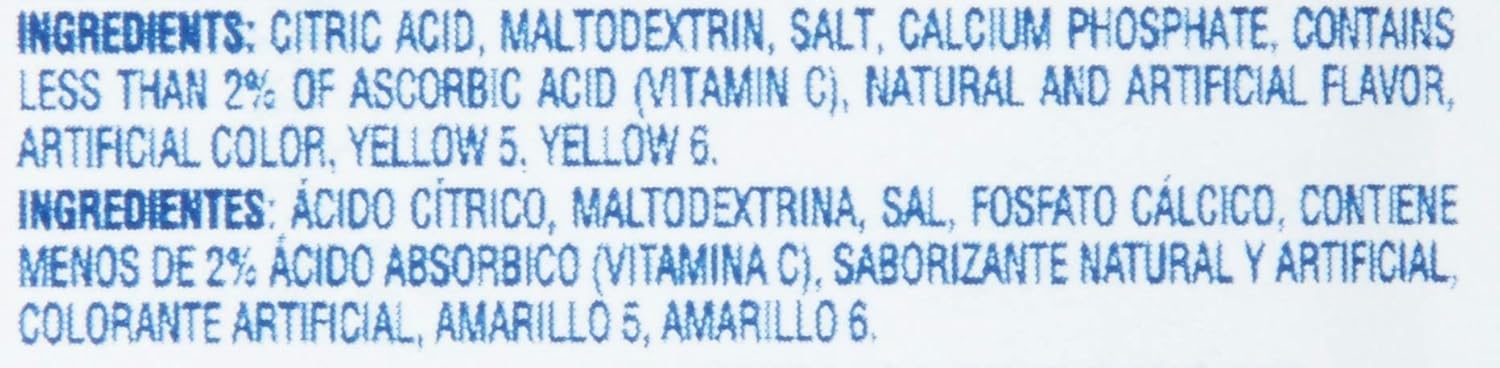 INGREDIENTS: CITRIC ACID, MALTODEXTRIN, SALT, CALCIUM PHOSPHATE, CONTAINS
LESS THAN 2% OF ASCORBIC ACID (VITAMIN C), NATURAL AND ARTIFICIAL FLAVOR,
ARTIFICIAL COLOR, YELLOW 5, YELLOW 6.
INGREDIENTES: ÁCIDO CÍTRICO, MALTODEXTRINA, SAL, FOSFATO CÁLCICO, CONTIENE
MENOS DE 2% ÁCIDO ABSORBICO (VITAMINA C), SABORIZANTE NATURAL Y ARTIFICIAL,
COLORANTE ARTIFICIAL, AMARILLO 5, AMARILLO 6.